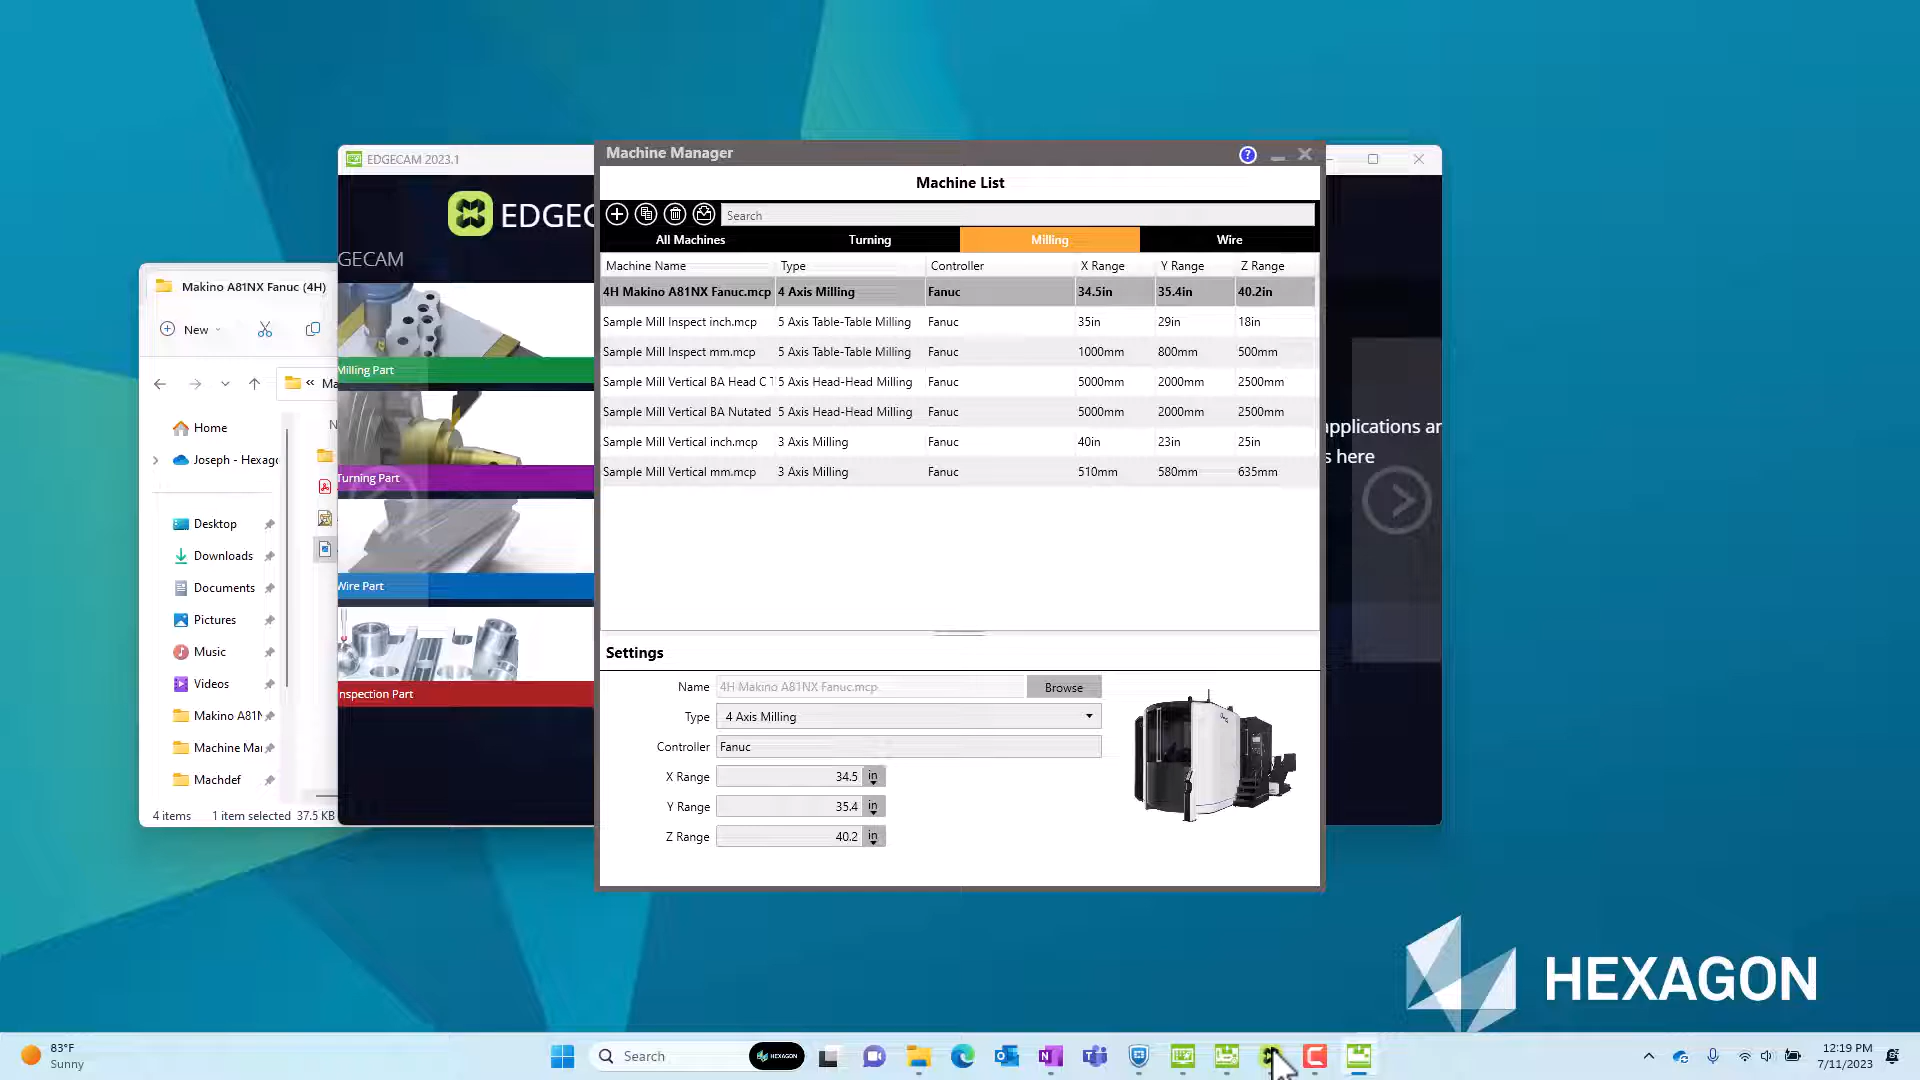 EDGECAM 2023.1
EDGEC
GECAM
Milling Part
Turning Part
Wire Part
Inspection Part
Makino A81NX Fanuc (4H)
New
« Ma
Home
Joseph - Hexago
Desktop
Downloads
Documents
Pictures
Music
Videos
Makino A81N
Machine Man
Machdef
4 items 1 item selected 37.5 KB
Machine Manager
?
Machine List
Search
All Machines Turning Milling Wire
Machine Name Type Controller X Range Y Range Z Range
4H Makino A81NX Fanuc.mcp 4 Axis Milling Fanuc 34.5in 35.4in 40.2in
Sample Mill Inspect inch.mcp 5 Axis Table-Table Milling Fanuc 35in 29in 18in
Sample Mill Inspect mm.mcp 5 Axis Table-Table Milling Fanuc 1000mm 800mm 500mm
Sample Mill Vertical BA Head C T 5 Axis Head-Head Milling Fanuc 5000mm 2000mm 2500mm
Sample Mill Vertical BA Nutated 5 Axis Head-Head Milling Fanuc 5000mm 2000mm 2500mm
Sample Mill Vertical inch.mcp 3 Axis Milling Fanuc 40in 23in 25in
Sample Mill Vertical mm.mcp 3 Axis Milling Fanuc 510mm 580mm 635mm
Settings
Name 4H Makino A81NX Fanuc.mcp Browse
Type 4 Axis Milling
Controller Fanuc
X Range 34.5 in
Y Range 35.4 in
Z Range 40.2 in
applications ar
s here
HEXAGON
83°F
Sunny
Search
HEXAGON
12:19 PM
7/11/2023